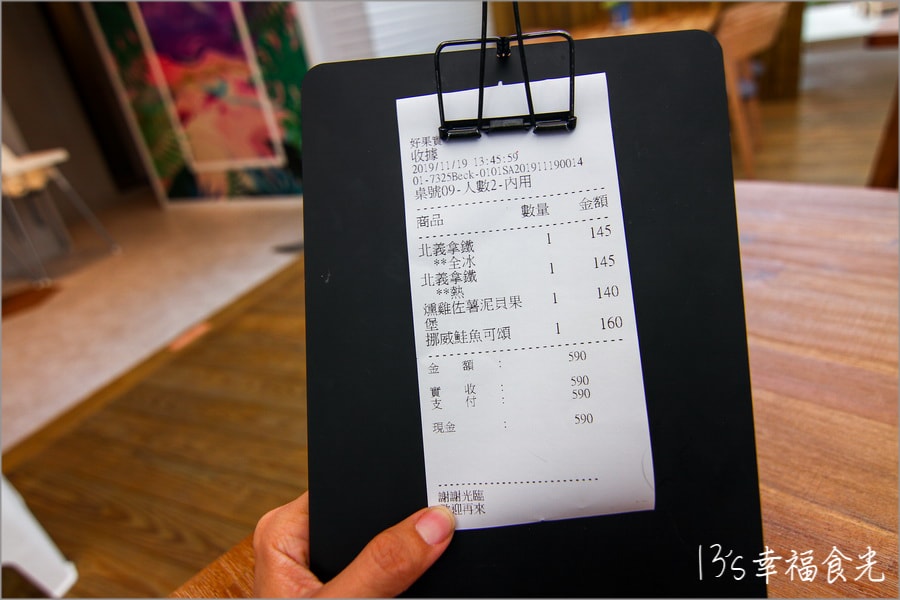 好果實
收據
2019/11/19 13:45:59
01-7325Beck-0101SA201911190014
桌號09-人數2-內用
商品 數量 金額
北義拿鐵 1 145
**全冰
北義拿鐵 1 145
**熱
燻雞佐薯泥貝果 1 140
堡
挪威鮭魚可頌 1 160
金 額 : 590
實 收 : 590
支 付 : 590
現金 : 590
謝謝光臨
歡迎再來
13's幸福食光